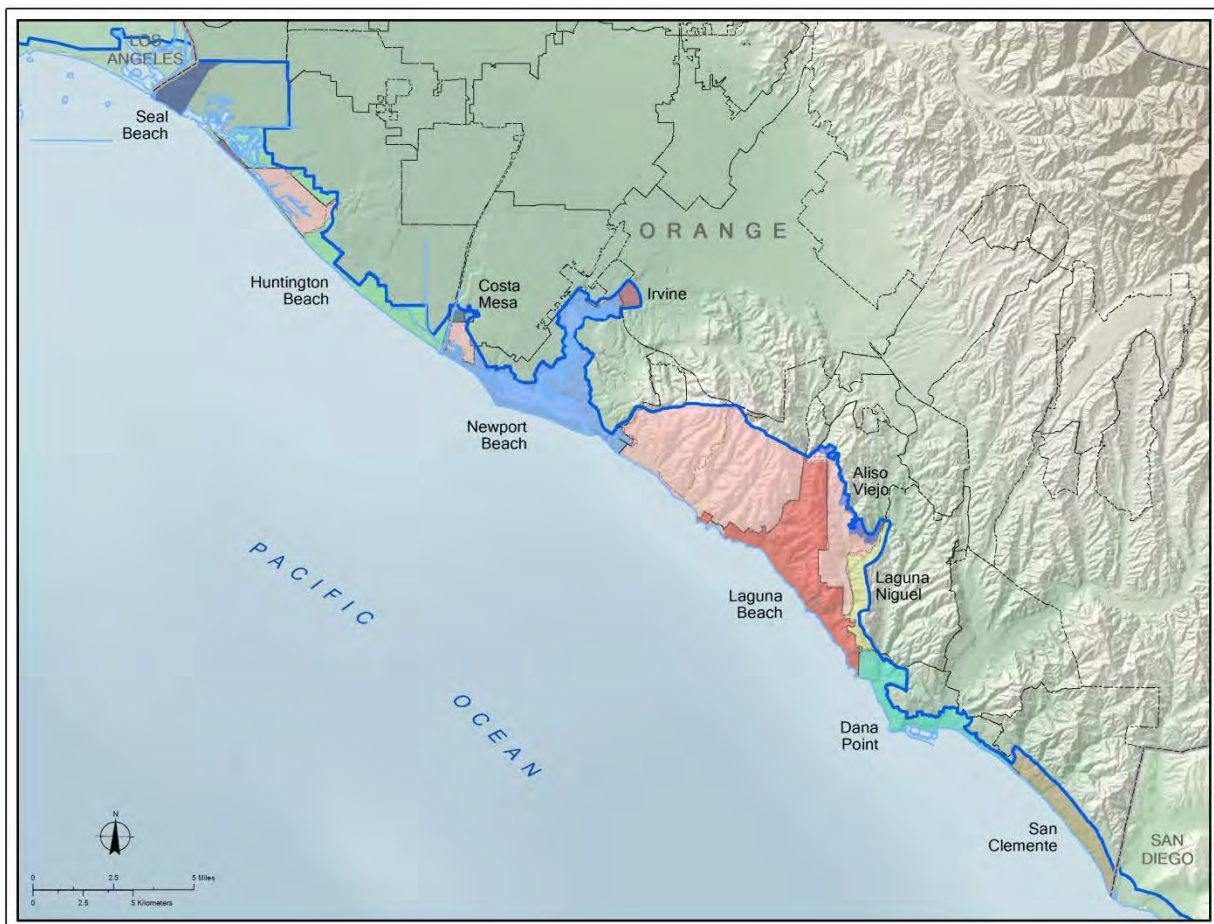 LOS
ANGELES
Seal
Beach
ORANGE
Huntington
Beach
Costa
Mesa
Irvine
Newport
Beach
Aliso
Viejo
PACIFIC
OCEAN
Laguna
Beach
Laguna
Niguel
Dana
Point
San
Clemente
SAN
DIEGO
N
0 2.5 5 Miles
0 2.5 5 Kilometers